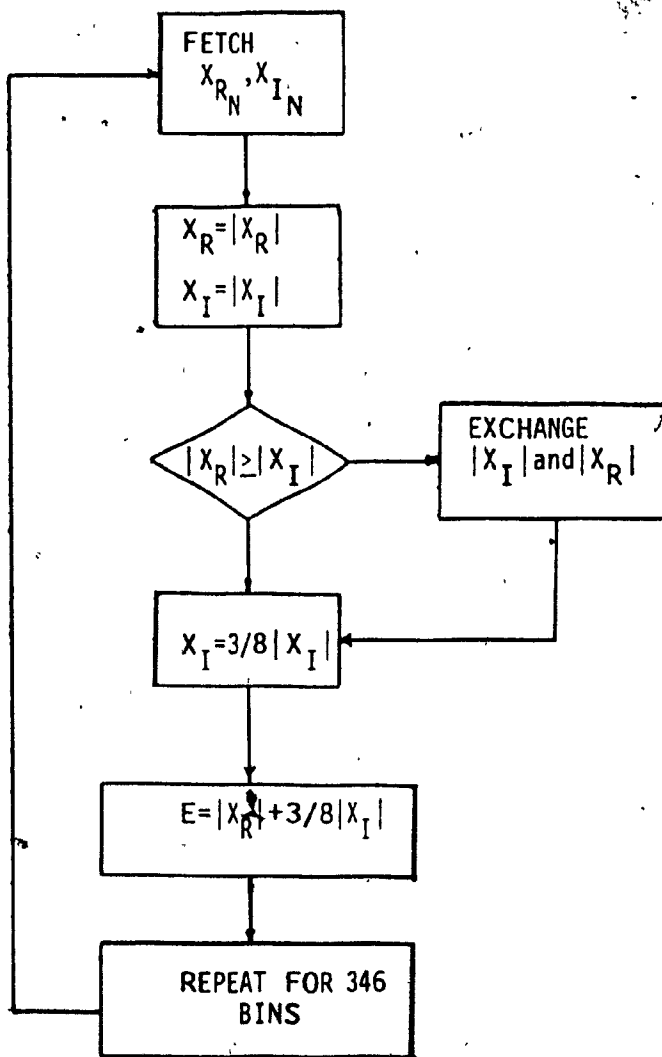 FETCH
X_{R_N},X_{I_N}
X_R=|X_R|
X_I=|X_I|
|X_R|≥|X_I|
EXCHANGE
|X_I|and|X_R|
X_I=3/8|X_I|
E=|X_R|+3/8|X_I|
REPEAT FOR 346
BINS